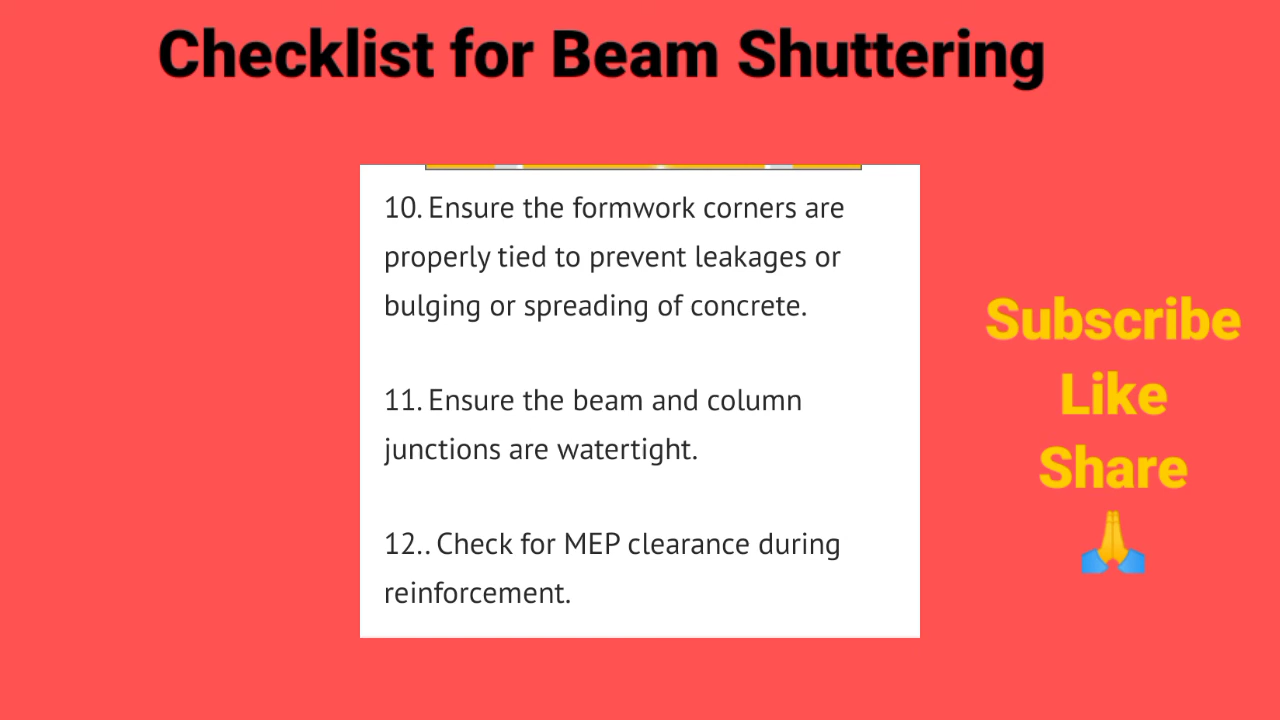 Checklist for Beam Shuttering
10. Ensure the formwork corners are
properly tied to prevent leakages or
bulging or spreading of concrete.
11. Ensure the beam and column
junctions are watertight.
12.. Check for MEP clearance during
reinforcement.
Subscribe
Like
Share
🙏